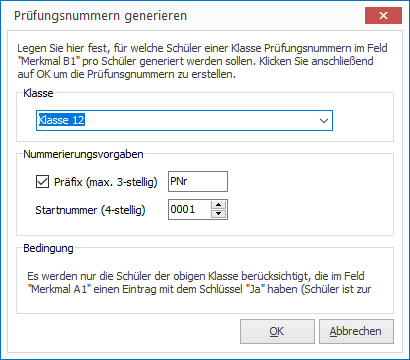 Prüfungsnummern generieren
Legen Sie hier fest, für welche Schüler einer Klasse Prüfungsnummern im Feld
"Merkmal B1" pro Schüler generiert werden sollen. Klicken Sie anschließend
auf OK um die Prüfunsgnummern zu erstellen.
Klasse
Klasse 12
Nummerierungsvorgaben
Präfix (max. 3-stellig) PNr
Startnummer (4-stellig) 0001
Bedingung
Es werden nur die Schüler der obigen Klasse berücksichtigt, die im Feld
"Merkmal A1" einen Eintrag mit dem Schlüssel "Ja" haben (Schüler ist zur
OK Abbrechen